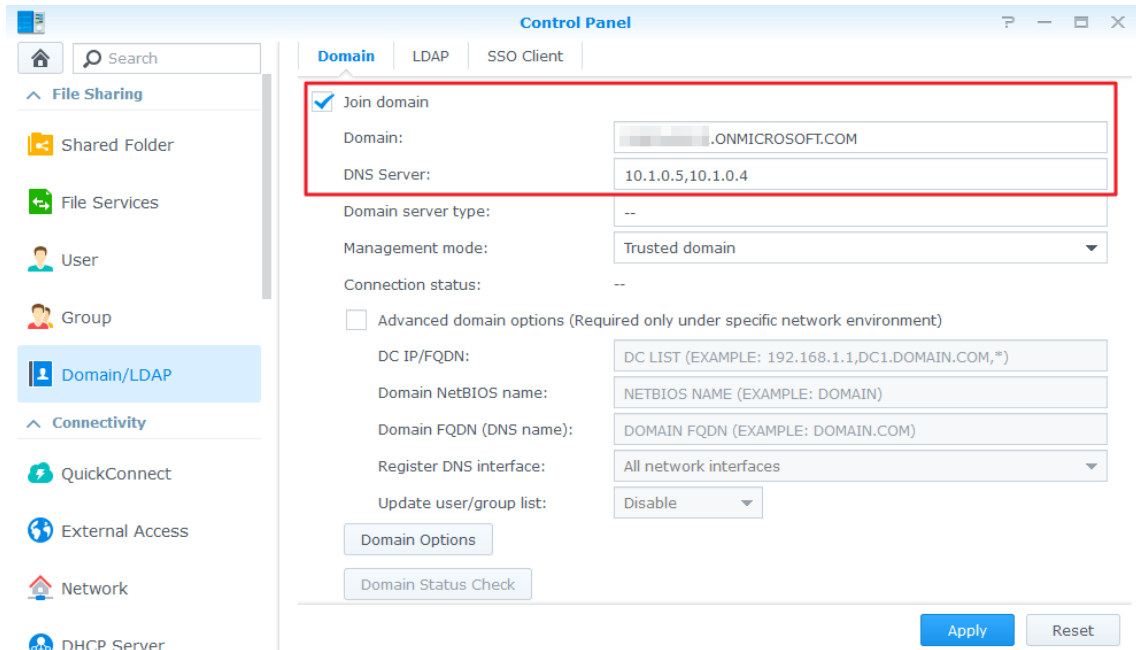 Control Panel
Search
File Sharing
Shared Folder
File Services
User
Group
Domain/LDAP
Connectivity
QuickConnect
External Access
Network
DHCP Server
Domain LDAP SSO Client
Join domain
Domain: .ONMICROSOFT.COM
DNS Server: 10.1.0.5,10.1.0.4
Domain server type: --
Management mode: Trusted domain
Connection status: --
Advanced domain options (Required only under specific network environment)
DC IP/FQDN: DC LIST (EXAMPLE: 192.168.1.1,DC1.DOMAIN.COM,*)
Domain NetBIOS name: NETBIOS NAME (EXAMPLE: DOMAIN)
Domain FQDN (DNS name): DOMAIN FQDN (EXAMPLE: DOMAIN.COM)
Register DNS interface: All network interfaces
Update user/group list: Disable
Domain Options
Domain Status Check
Apply Reset